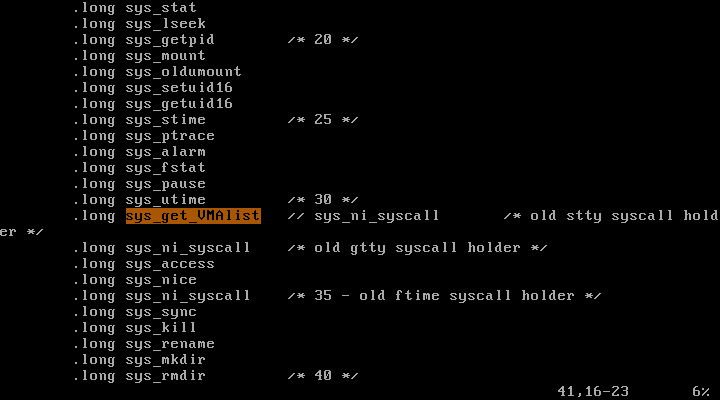 .long sys_stat
.long sys_lseek
.long sys_getpid /* 20 */
.long sys_mount
.long sys_oldumount
.long sys_setuid16
.long sys_getuid16
.long sys_stime /* 25 */
.long sys_ptrace
.long sys_alarm
.long sys_fstat
.long sys_pause
.long sys_utime /* 30 */
.long sys_get_VMAlist // sys_ni_syscall /* old stty syscall hold
er */
.long sys_ni_syscall /* old gtty syscall holder */
.long sys_access
.long sys_nice
.long sys_ni_syscall /* 35 - old ftime syscall holder */
.long sys_sync
.long sys_kill
.long sys_rename
.long sys_mkdir
.long sys_rmdir /* 40 */
41,16-23 6%